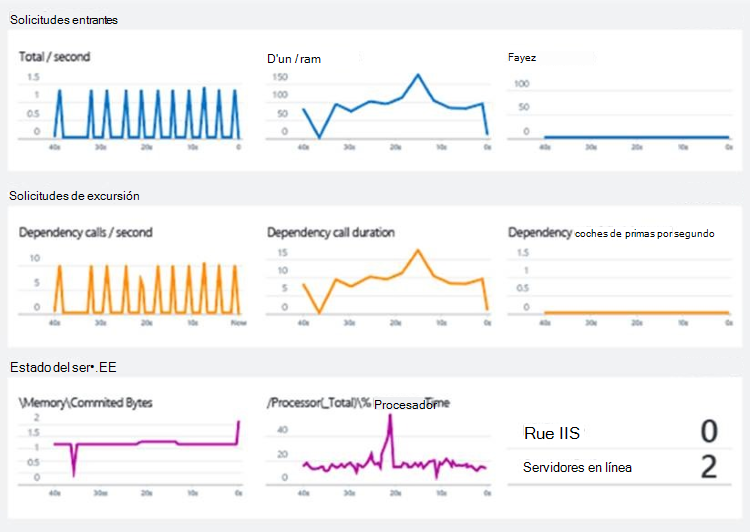 Solicitudes entrantes
Total / second
1.5
1
0.5
0
40s 30s 20s 10s 0
D'un / ram
150
100
50
0
40s 30s 20s 10s 0s
Fayez
100
50
0
40s 30s 20s 10s 0s
Solicitudes de excursión
Dependency calls / second
10
5
0
40s 30s 20s 10s Now
Dependency call duration
15
10
5
0
40s 30s 20s 10s 0s
Dependency coches de primas por segundo
1.5
1
0.5
0
40s 30s 20s 10s 0s
Estado del ser•.EE
\Memory\Commited Bytes
2
1.5
1
0.5
0
40s 30s 20s 10s 0s
/Processor(_Total)\% Procesador Time
40
20
0
40s 30s 20s 10s 0s
Rue IIS 0
Servidores en línea 2